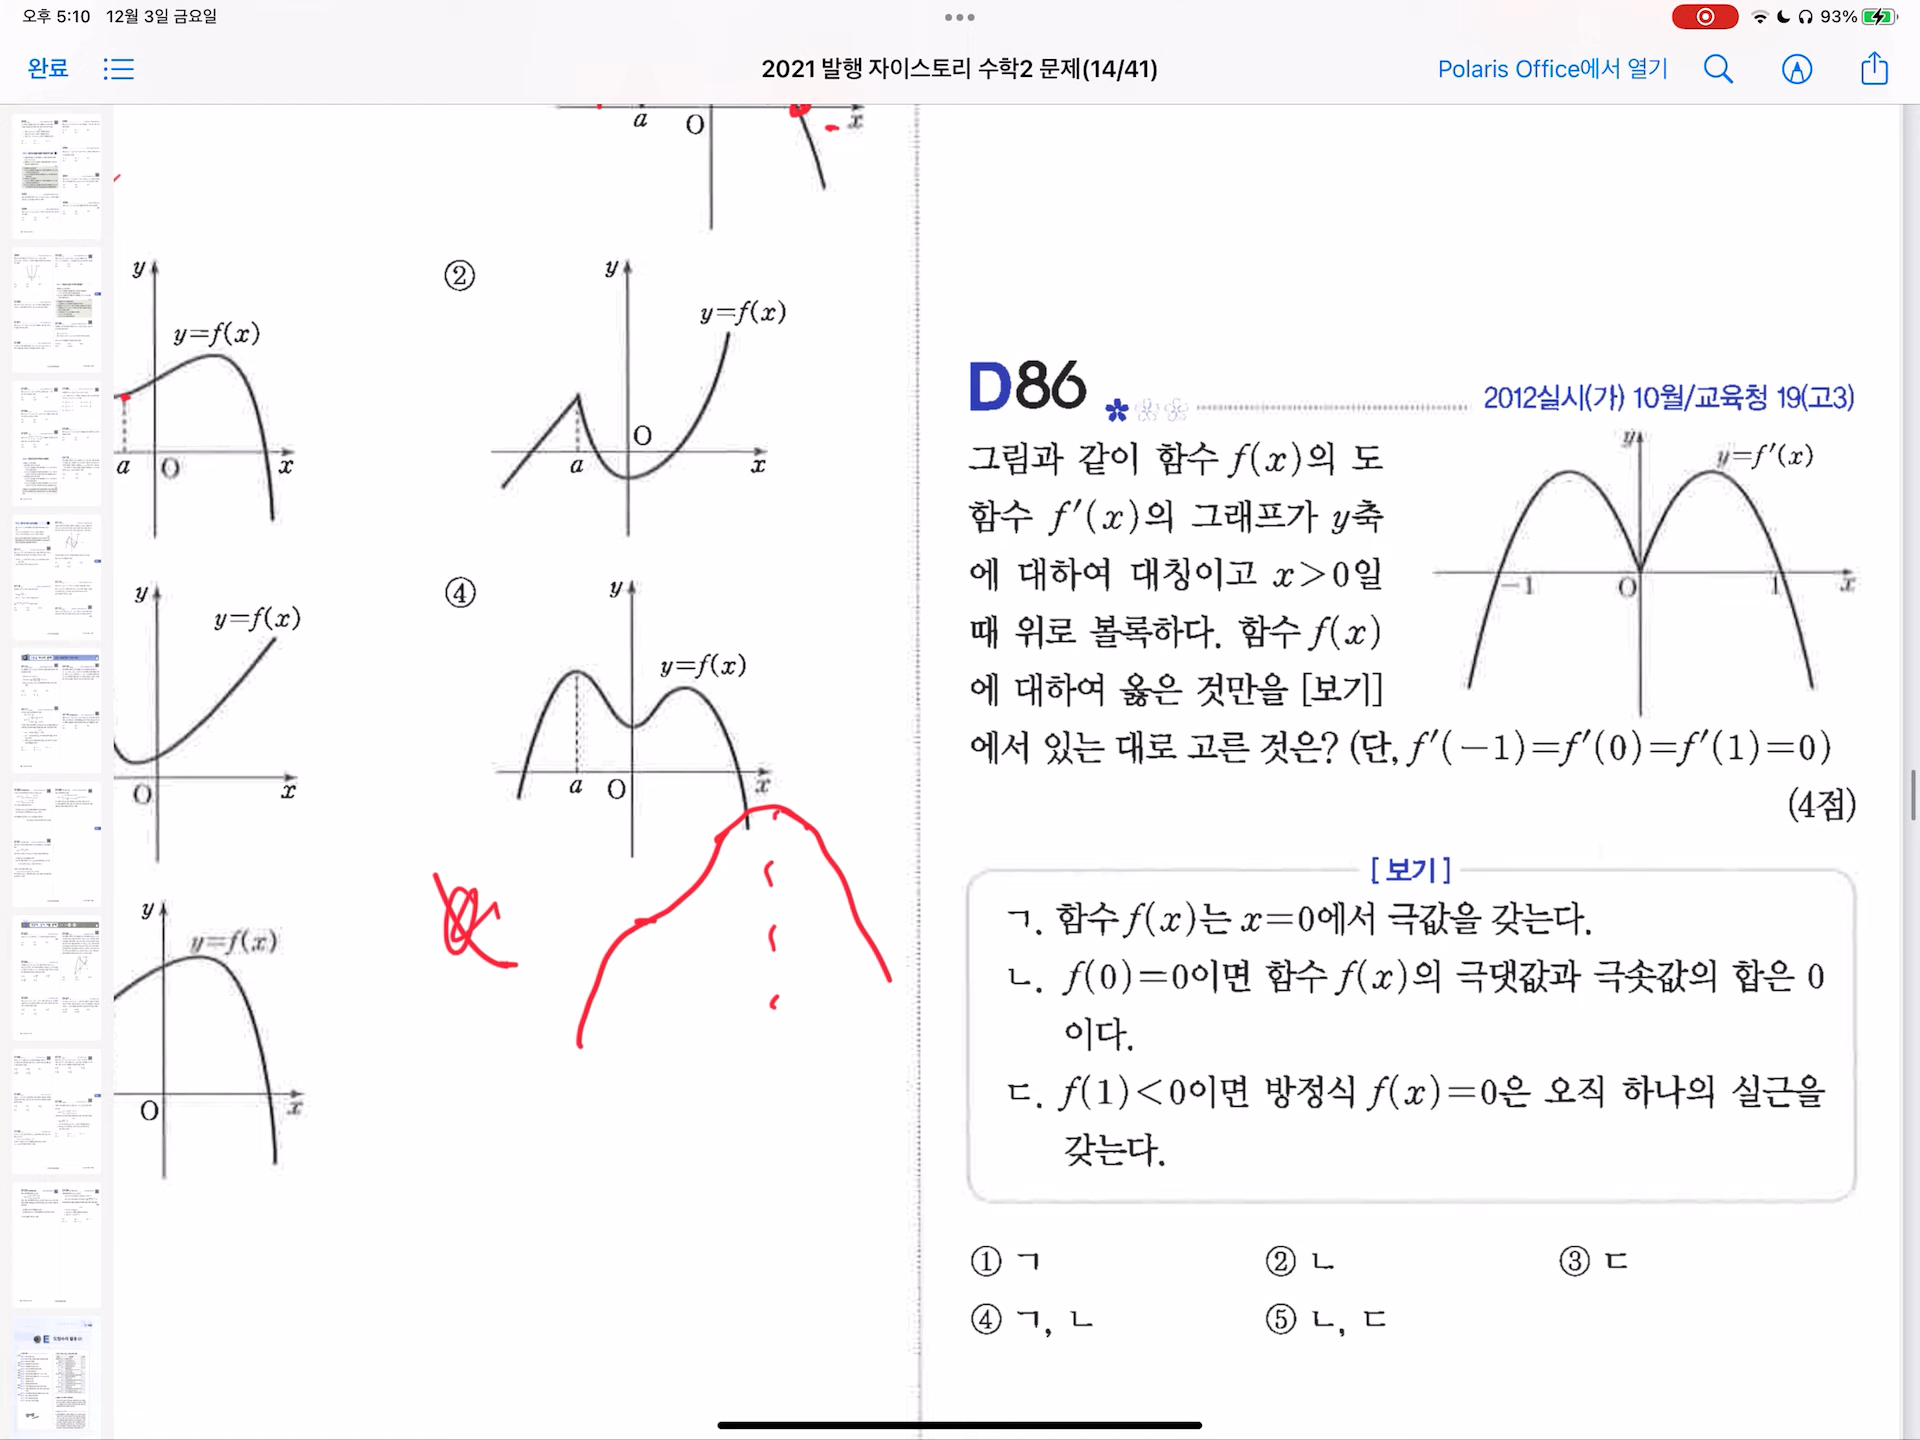 오후 5:10 12월 3일 금요일
93%
완료
2021 발행 자이스토리 수학2 문제(14/41)
Polaris Office에서 열기
a O x
y
y=f(x)
a O x
②
y
y=f(x)
O
a x
y
y=f(x)
O x
④
y
y=f(x)
a O x
y
y=f(x)
O x
D86
2012실시(가) 10월/교육청 19(고3)
그림과 같이 함수 f(x)의 도
함수 f′(x)의 그래프가 y축
에 대하여 대칭이고 x>0일
때 위로 볼록하다. 함수 f(x)
에 대하여 옳은 것만을 [보기]
에서 있는 대로 고른 것은? (단, f′(−1)=f′(0)=f′(1)=0)
(4점)
y
y=f′(x)
−1 O 1 x
[보기]
ㄱ. 함수 f(x)는 x=0에서 극값을 갖는다.
ㄴ. f(0)=0이면 함수 f(x)의 극댓값과 극솟값의 합은 0
이다.
ㄷ. f(1)<0이면 방정식 f(x)=0은 오직 하나의 실근을
갖는다.
① ㄱ ② ㄴ ③ ㄷ
④ ㄱ, ㄴ ⑤ ㄴ, ㄷ